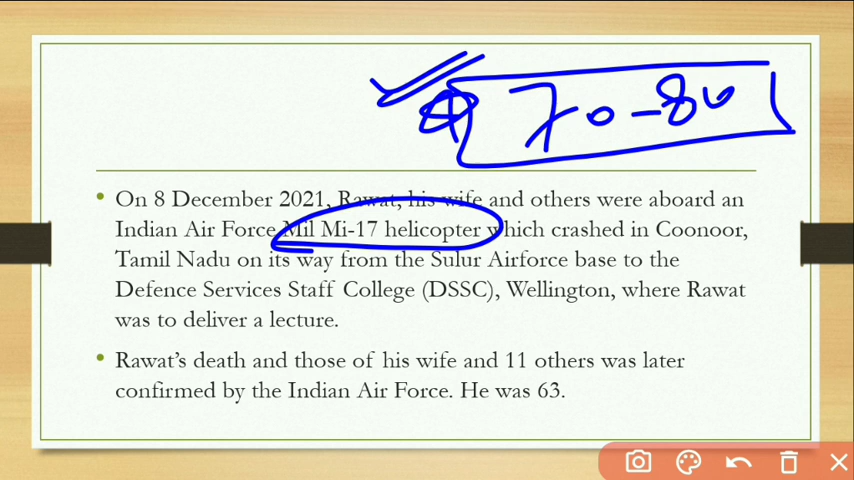 70-80
• On 8 December 2021, Rawat, his wife and others were aboard an
Indian Air Force Mil Mi-17 helicopter which crashed in Coonoor,
Tamil Nadu on its way from the Sulur Airforce base to the
Defence Services Staff College (DSSC), Wellington, where Rawat
was to deliver a lecture.
• Rawat's death and those of his wife and 11 others was later
confirmed by the Indian Air Force. He was 63.